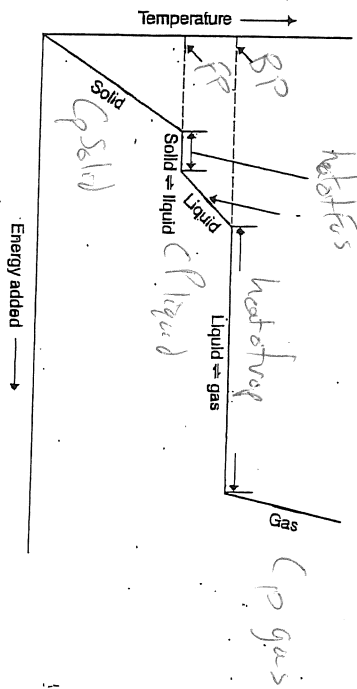 Temperature
BP
FP
Solid
Cp Solid
heat of fus
Solid ⇌ liquid
Liquid
Cp liquid
heat of vap
Liquid ⇌ gas
Gas
Cp gas
Energy added